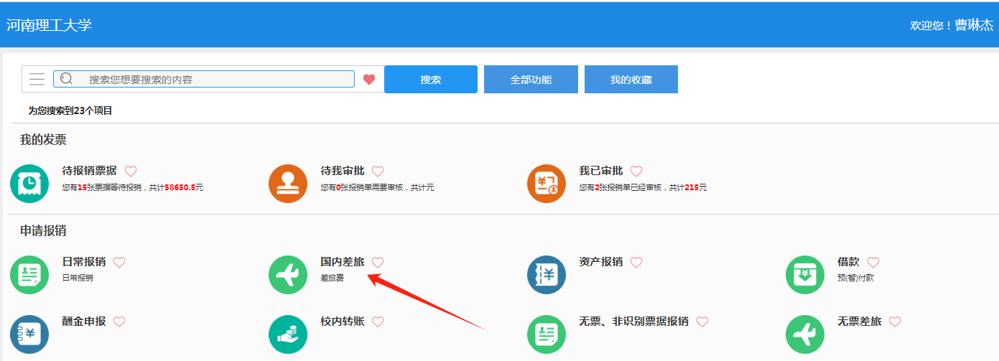 河南理工大学
欢迎您！曹琳杰
搜索您想要搜索的内容
搜索
全部功能
我的收藏
为您搜索到23个项目
我的发票
待报销票据
您有15张票据等待报销，共计58650.5元
待我审批
您有0张报销单需要审核，共计元
我已审批
您有2张报销单已经审核，共计215元
申请报销
日常报销
日常报销
国内差旅
差旅费
资产报销
借款
预(暂)付款
酬金申报
校内转账
无票、非识别票据报销
无票差旅